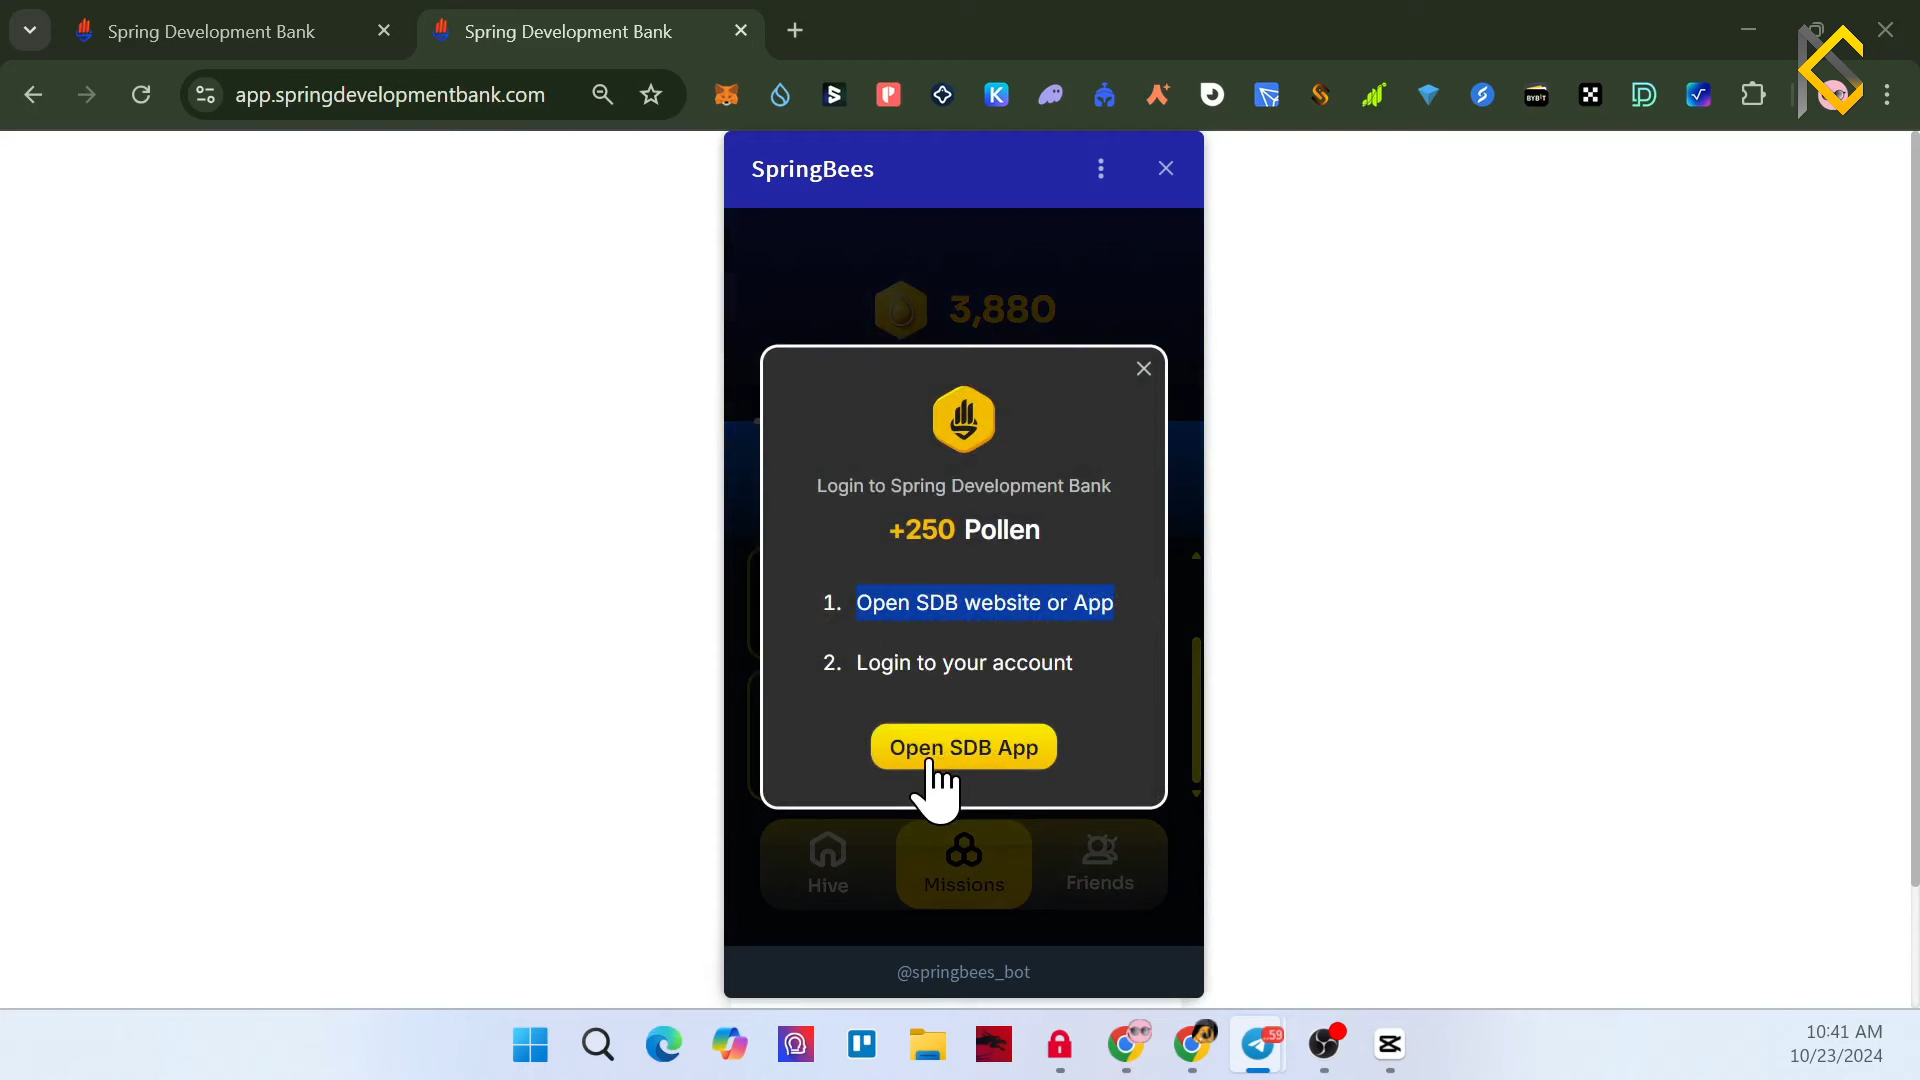 Spring Development Bank
Spring Development Bank
app.springdevelopmentbank.com
BYBIT
SpringBees
3,880
Login to Spring Development Bank
+250 Pollen
1. Open SDB website or App
2. Login to your account
Open SDB App
Hive
Missions
Friends
@springbees_bot
59
10:41 AM
10/23/2024